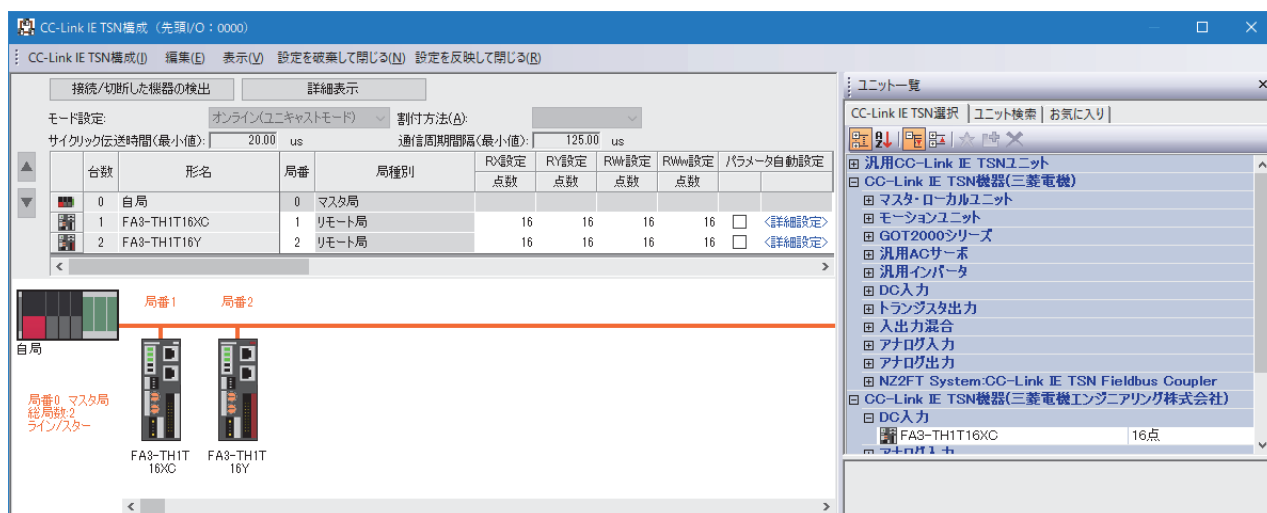 CC-Link IE TSN構成（先頭I/O：0000）
CC-Link IE TSN構成(I) 編集(E) 表示(V) 設定を破棄して閉じる(N) 設定を反映して閉じる(R)
接続/切断した機器の検出 詳細表示
モード設定: オンライン(ユニキャストモード) 割付方法(A):
サイクリック伝送時間(最小値): 20.00 us 通信周期間隔(最小値): 125.00 us
台数 形名 局番 局種別 RX設定 RY設定 RWr設定 RWw設定 パラメータ自動設定
点数 点数 点数 点数
0 自局 0 マスタ局
1 FA3-TH1T16XC 1 リモート局 16 16 16 16 <詳細設定>
2 FA3-TH1T16Y 2 リモート局 16 16 16 16 <詳細設定>
局番1 局番2
自局
局番0 マスタ局
総局数:2
ライン/スター
FA3-TH1T
16XC
FA3-TH1T
16Y
ユニット一覧
CC-Link IE TSN選択 ユニット検索 お気に入り
汎用CC-Link IE TSNユニット
CC-Link IE TSN機器(三菱電機)
マスタ・ローカルユニット
モーションユニット
GOT2000シリーズ
汎用ACサーボ
汎用インバータ
DC入力
トランジスタ出力
入出力混合
アナログ入力
アナログ出力
NZ2FT System:CC-Link IE TSN Fieldbus Coupler
CC-Link IE TSN機器(三菱電機エンジニアリング株式会社)
DC入力
FA3-TH1T16XC 16点
アナログ入力